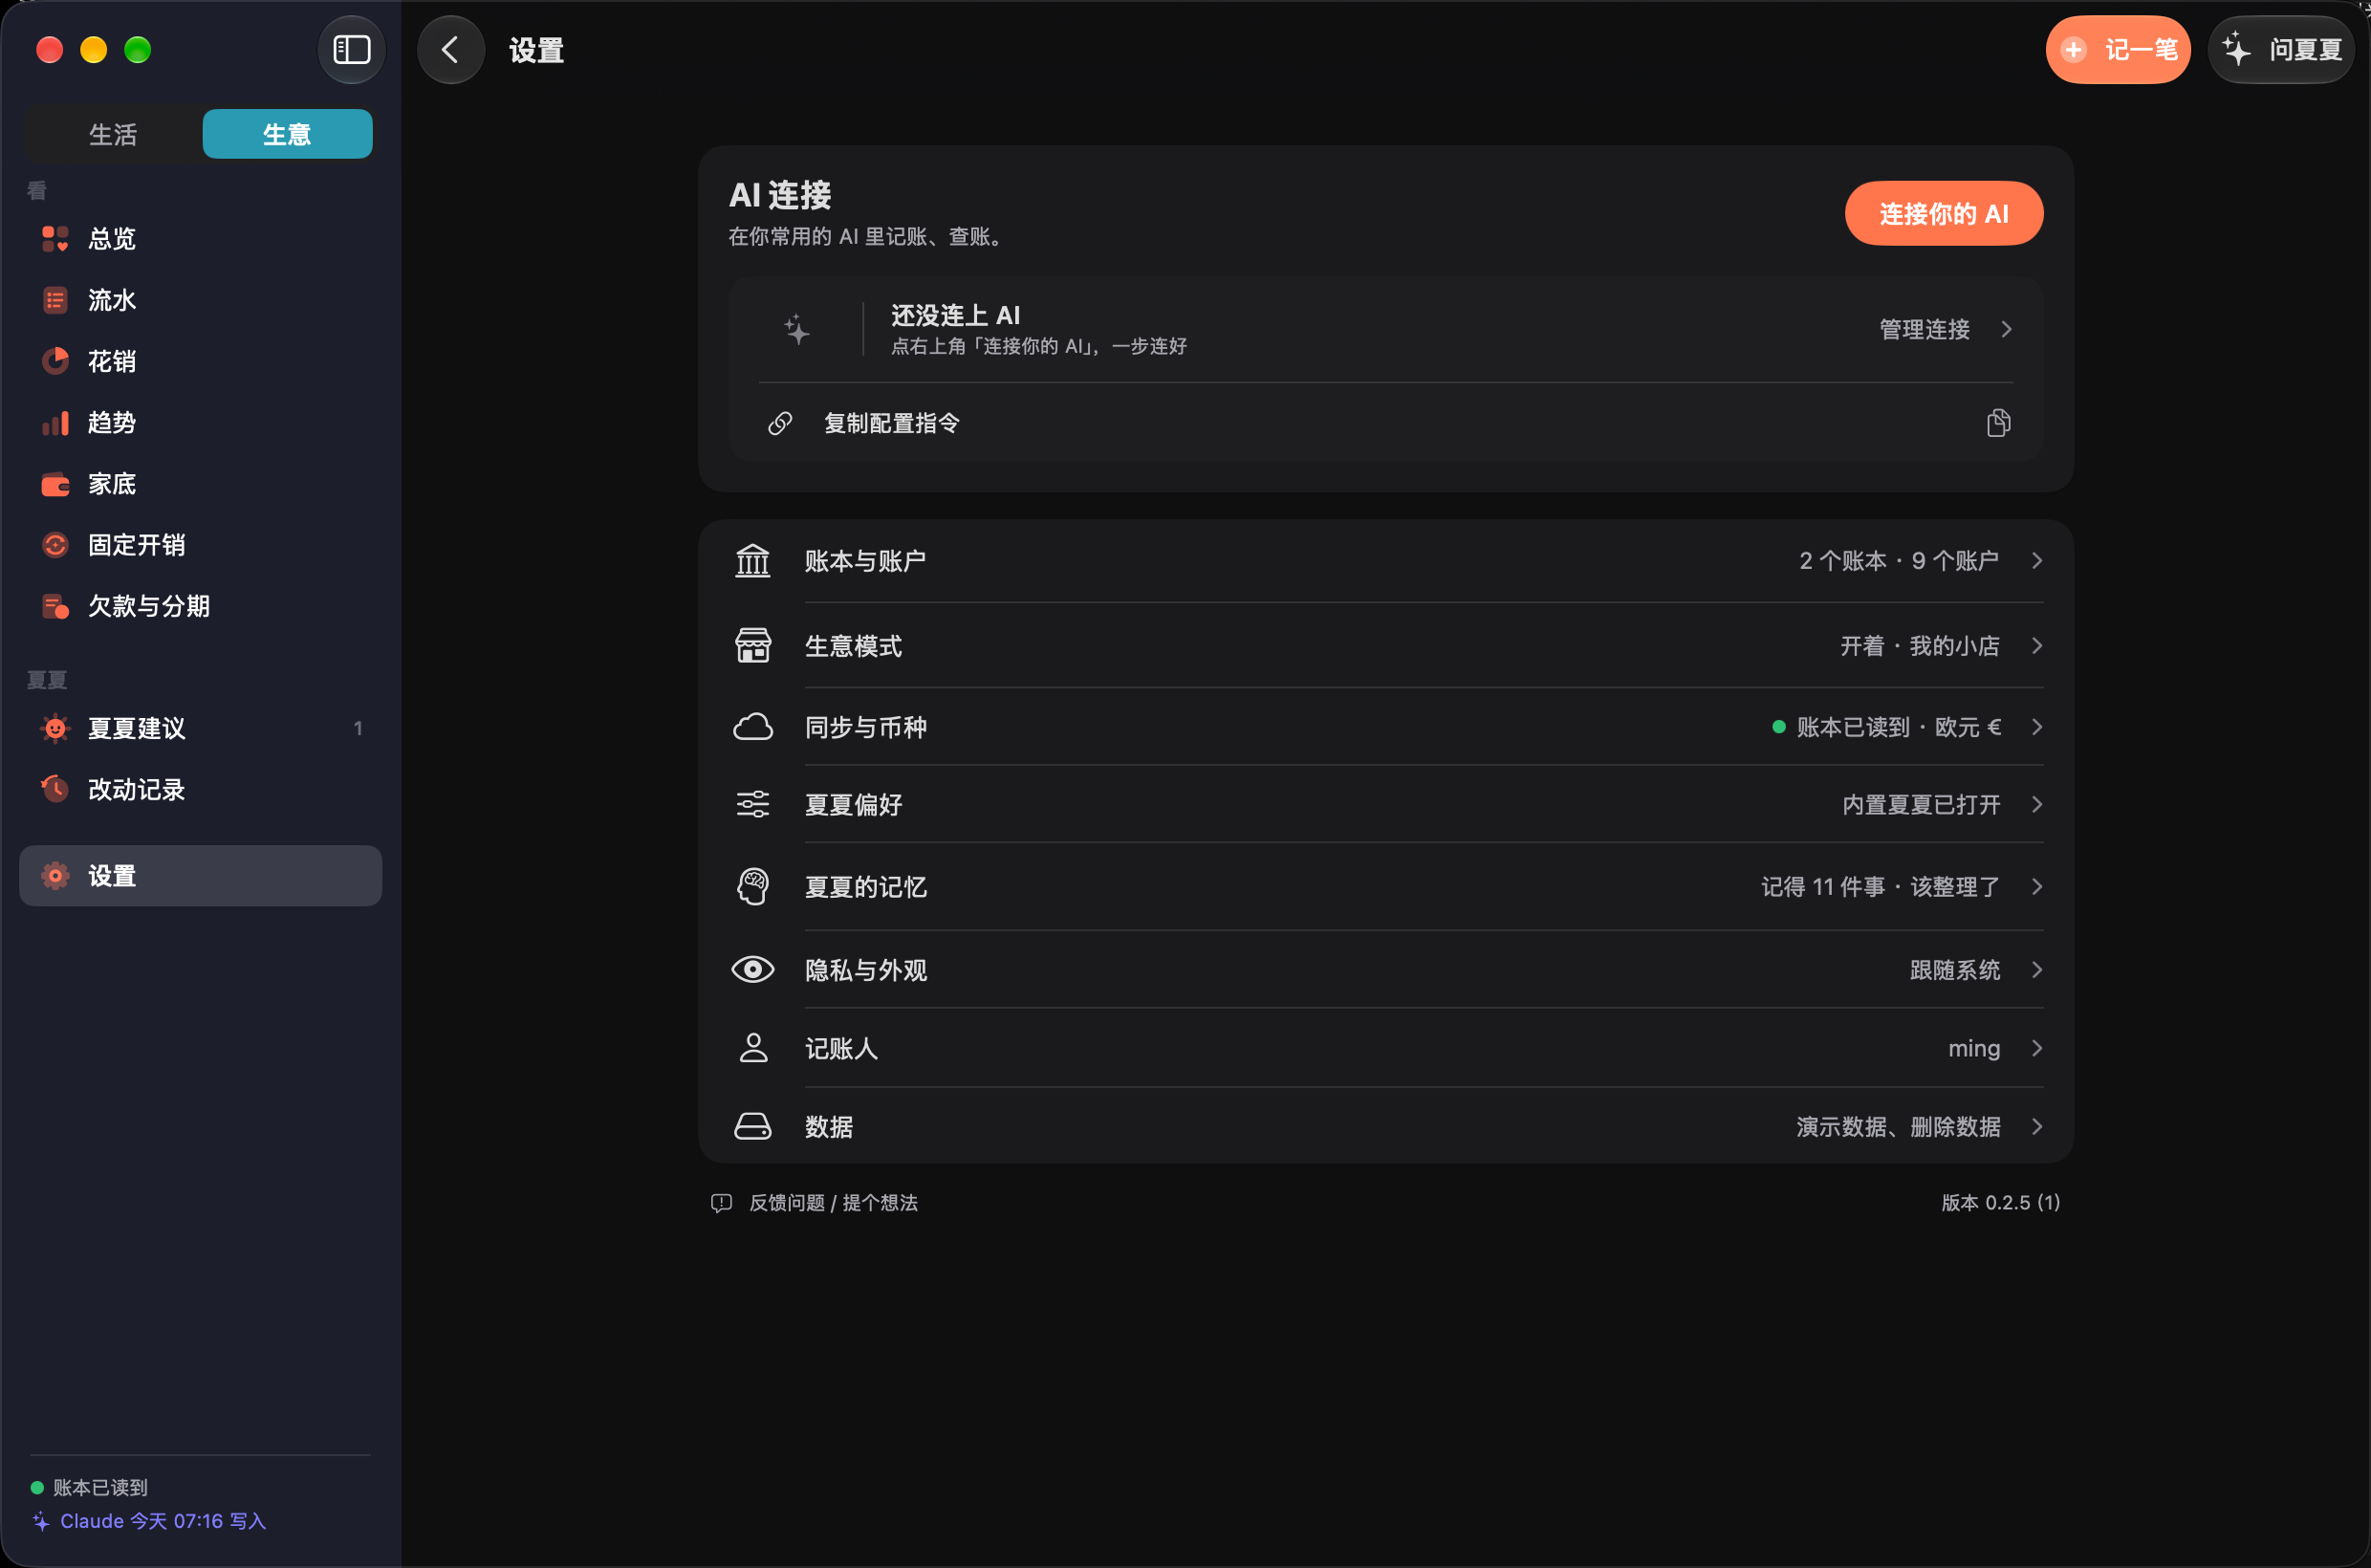 设置
记一笔
问夏夏
生活
生意
看
总览
流水
花销
趋势
家底
固定开销
欠款与分期
夏夏
夏夏建议 1
改动记录
设置
账本已读到
Claude 今天 07:16 写入
AI 连接
在你常用的 AI 里记账、查账。
连接你的 AI
还没连上 AI
点右上角「连接你的 AI」，一步连好
管理连接
复制配置指令
账本与账户 2 个账本 · 9 个账户
生意模式 开着 · 我的小店
同步与币种 账本已读到 · 欧元 €
夏夏偏好 内置夏夏已打开
夏夏的记忆 记得 11 件事 · 该整理了
隐私与外观 跟随系统
记账人 ming
数据 演示数据、删除数据
反馈问题 / 提个想法
版本 0.2.5 (1)